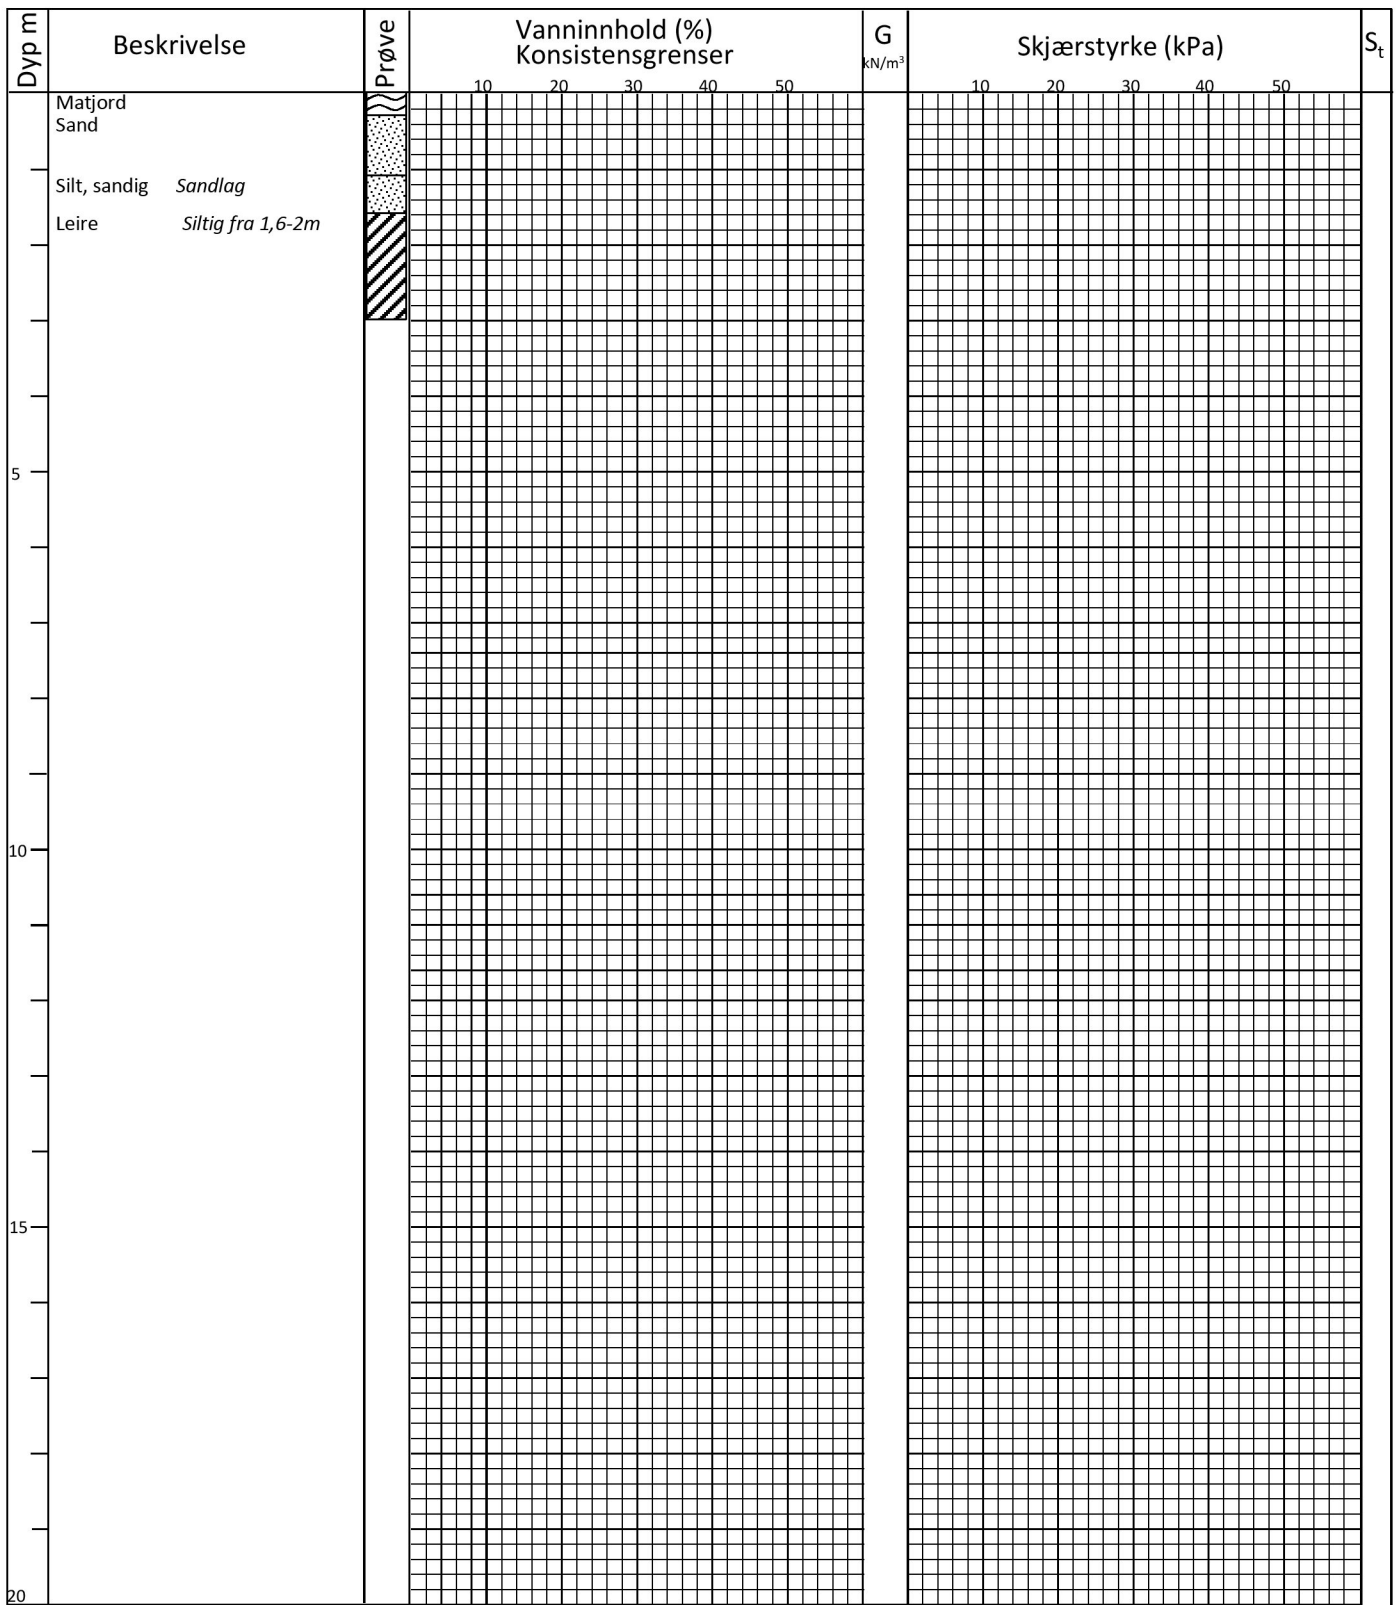 Dyp m
Beskrivelse
Prøve
Vanninnhold (%)
Konsistensgrenser
10 20 30 40 50
G
kN/m³
Skjærstyrke (kPa)
10 20 30 40 50
St
Matjord
Sand
Silt, sandig Sandlag
Leire Siltig fra 1,6-2m
5
10
15
20